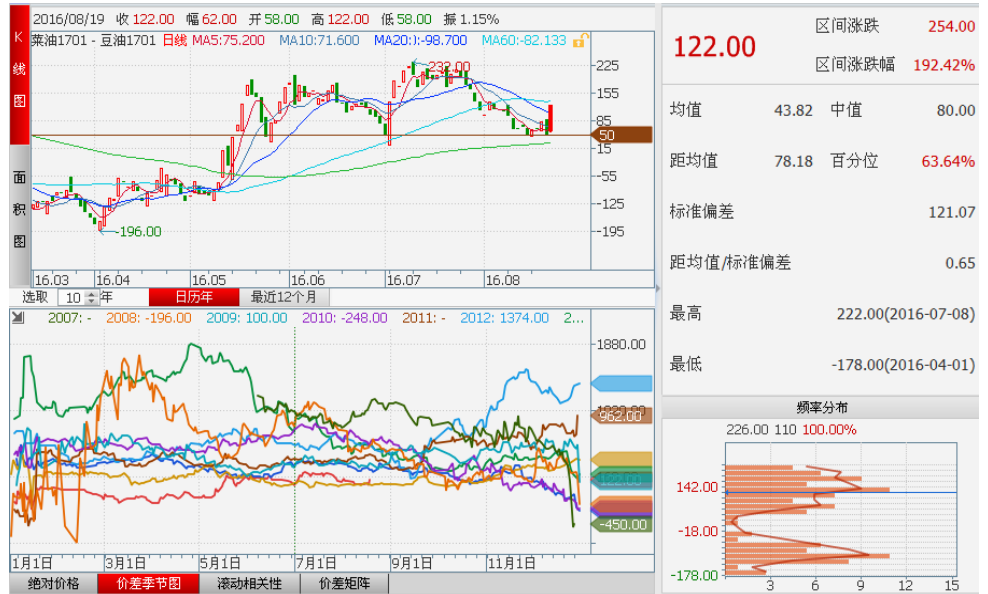 2016/08/19 收 122.00 幅 62.00 开 58.00 高 122.00 低 58.00 振 1.15%
菜油1701 - 豆油1701 日线 MA5:75.200 MA10:71.600 MA20:):-98.700 MA60:-82.133
K
线
图
面
积
图
232.00
-196.00
225
155
85
50
15
-55
-125
-195
16.03 16.04 16.05 16.06 16.07 16.08
选取 10 年 日历年 最近12个月
2007: - 2008: -196.00 2009: 100.00 2010: -248.00 2011: - 2012: 1374.00 2...
1880.00
962.00
-450.00
1月1日 3月1日 5月1日 7月1日 9月1日 11月1日
绝对价格 价差季节图 滚动相关性 价差矩阵
122.00
区间涨跌 254.00
区间涨跌幅 192.42%
均值 43.82 中值 80.00
距均值 78.18 百分位 63.64%
标准偏差 121.07
距均值/标准偏差 0.65
最高 222.00(2016-07-08)
最低 -178.00(2016-04-01)
频率分布
226.00 110 100.00%
142.00
-18.00
-178.00
3 6 9 12 15